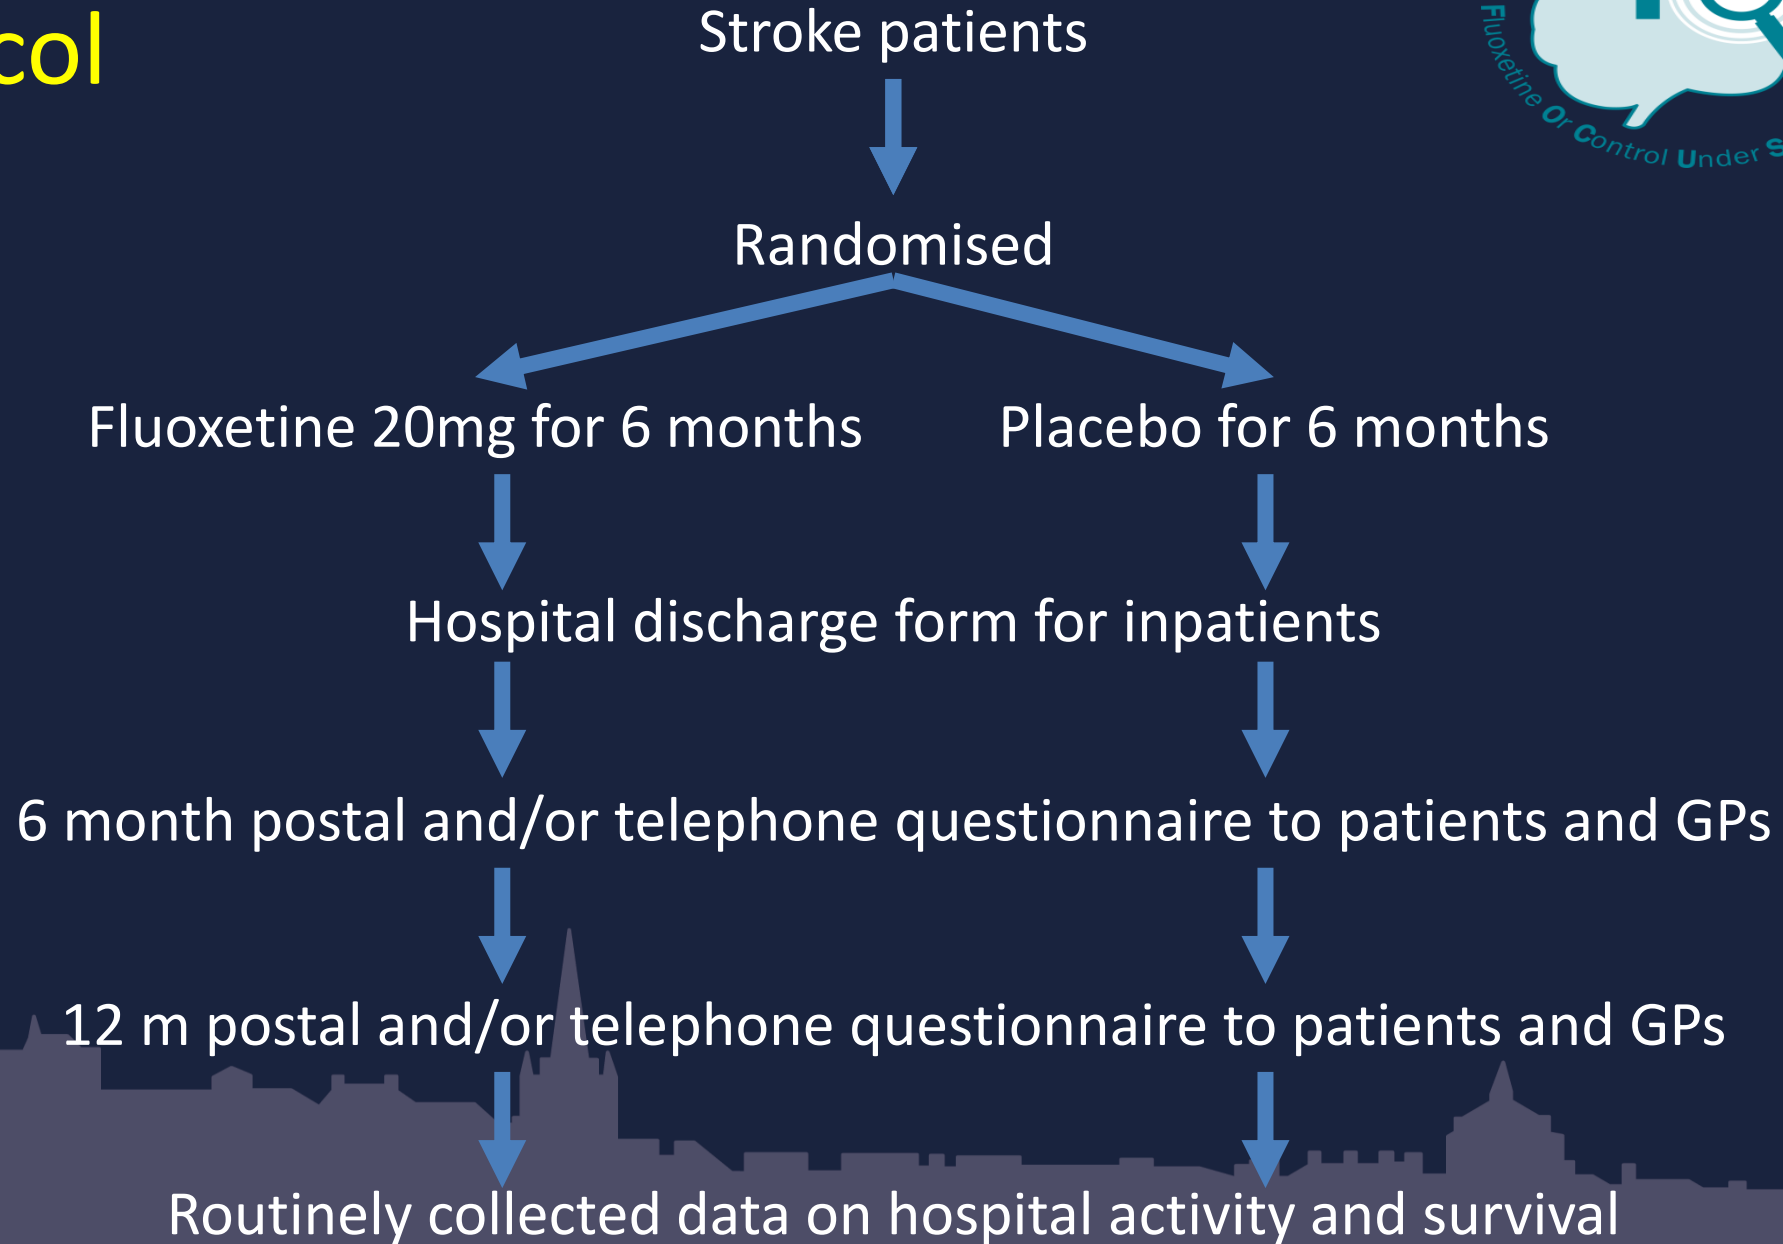 col
Stroke patients
Fluoxetine Or Control Under
Randomised
Fluoxetine 20mg for 6 months
Placebo for 6 months
Hospital discharge form for inpatients
6 month postal and/or telephone questionnaire to patients and GPs
12 m postal and/or telephone questionnaire to patients and GPs
Routinely collected data on hospital activity and survival